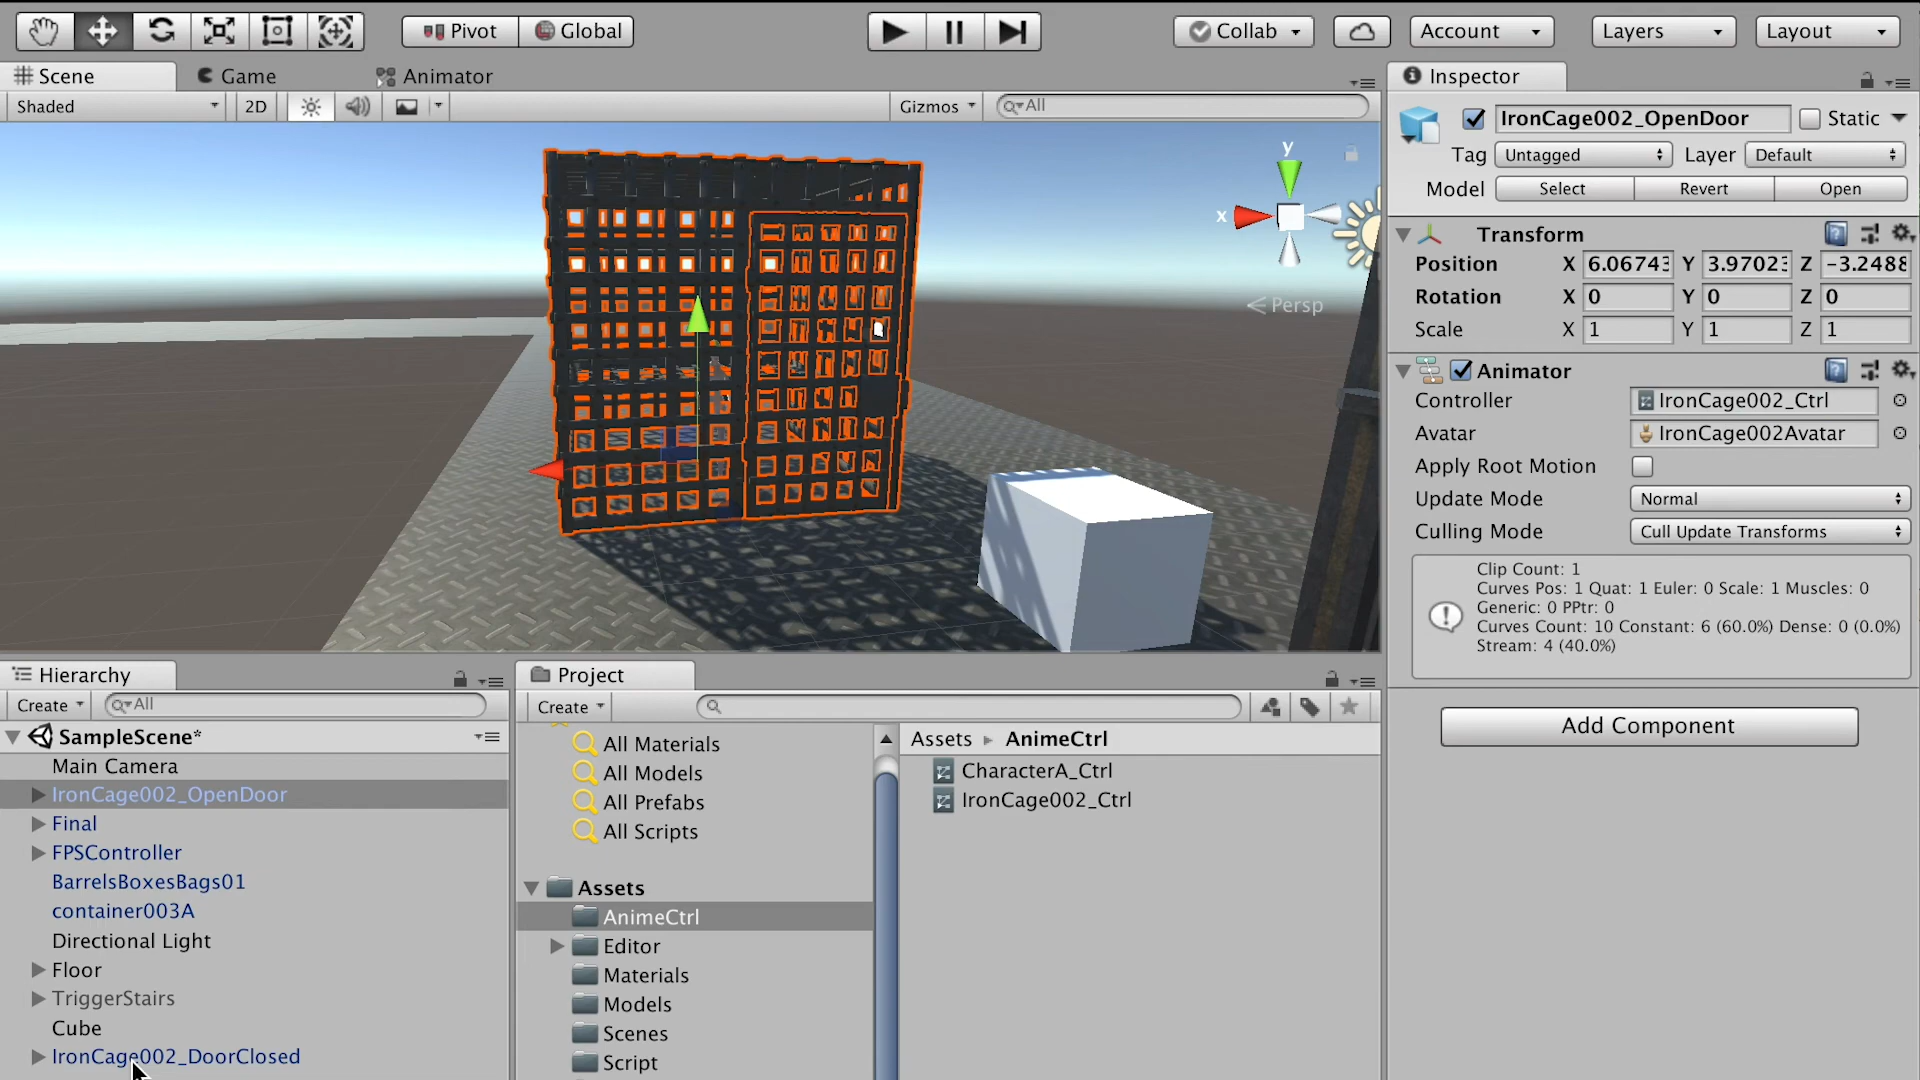 Pivot Global Collab Account Layers Layout
Scene Game Animator
Shaded 2D Gizmos All
y
x
Persp
Inspector
IronCage002_OpenDoor Static
Tag Untagged Layer Default
Model Select Revert Open
Transform
Position X 6.06743 Y 3.97023 Z -3.2488
Rotation X 0 Y 0 Z 0
Scale X 1 Y 1 Z 1
Animator
Controller IronCage002_Ctrl
Avatar IronCage002Avatar
Apply Root Motion
Update Mode Normal
Culling Mode Cull Update Transforms
Clip Count: 1
Curves Pos: 1 Quat: 1 Euler: 0 Scale: 1 Muscles: 0
Generic: 0 PPtr: 0
Curves Count: 10 Constant: 6 (60.0%) Dense: 0 (0.0%)
Stream: 4 (40.0%)
Add Component
Hierarchy
Create All
SampleScene*
Main Camera
IronCage002_OpenDoor
Final
FPSController
BarrelsBoxesBags01
container003A
Directional Light
Floor
TriggerStairs
Cube
IronCage002_DoorClosed
Project
Create
All Materials
All Models
All Prefabs
All Scripts
Assets
AnimeCtrl
Editor
Materials
Models
Scenes
Script
Assets AnimeCtrl
CharacterA_Ctrl
IronCage002_Ctrl